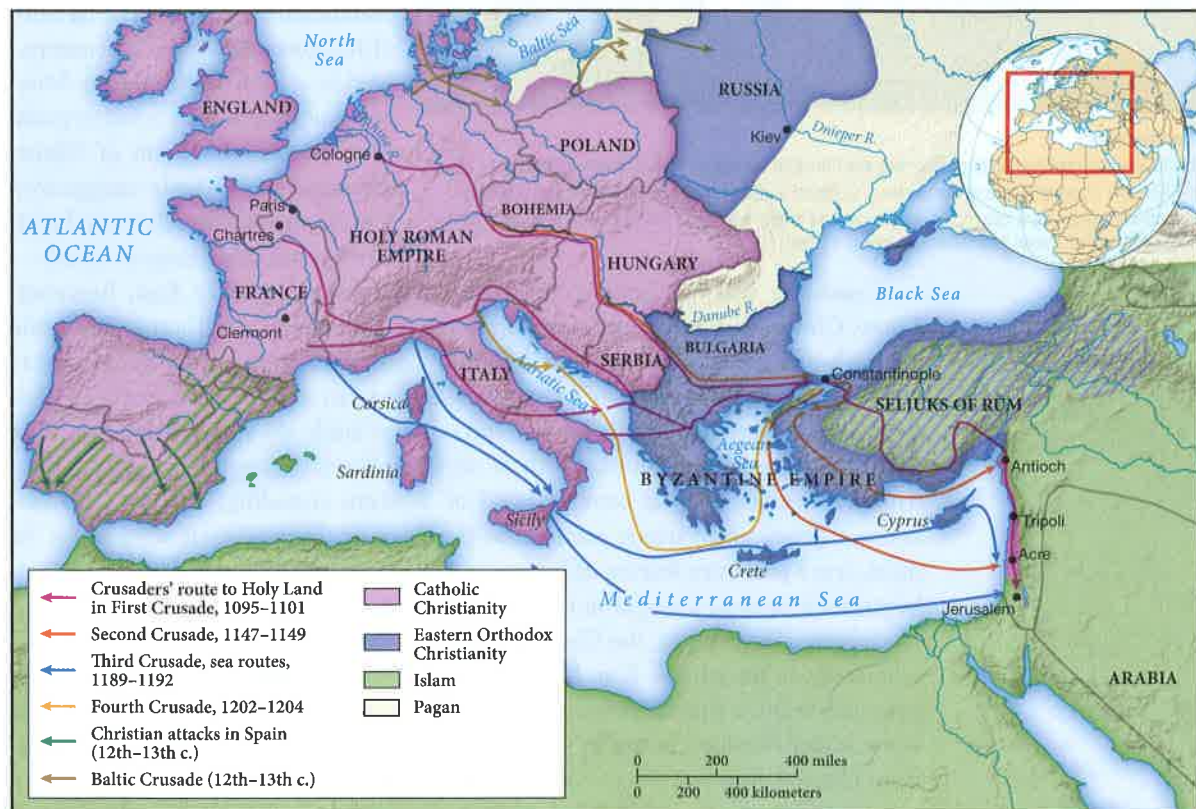 North
Sea
Baltic Sea
RUSSIA
ENGLAND
Kiev
Dnieper R.
POLAND
Cologne
Rhine R.
BOHEMIA
Paris
ATLANTIC
OCEAN
Chartres
HOLY ROMAN
EMPIRE
HUNGARY
FRANCE
Black Sea
Clermont
Danube R.
BULGARIA
SERBIA
ITALY
Adriatic Sea
Constantinople
Corsica
SELJUKS OF RUM
Aegean
Sea
Sardinia
BYZANTINE EMPIRE
Antioch
Sicily
Cyprus
Tripoli
Crete
Acre
Mediterranean Sea
Jerusalem
ARABIA
Crusaders' route to Holy Land
in First Crusade, 1095–1101
Second Crusade, 1147–1149
Third Crusade, sea routes,
1189–1192
Fourth Crusade, 1202–1204
Christian attacks in Spain
(12th–13th c.)
Baltic Crusade (12th–13th c.)
Catholic
Christianity
Eastern Orthodox
Christianity
Islam
Pagan
0 200 400 miles
0 200 400 kilometers